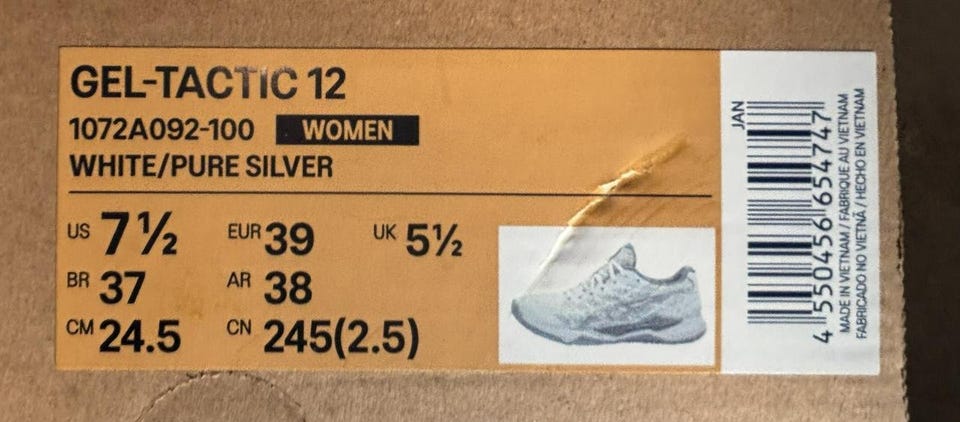 GEL-TACTIC 12
1072A092-100 WOMEN
WHITE/PURE SILVER
US 7½ EUR 39 UK 5½
BR 37 AR 38
CM 24.5 CN 245(2.5)
JAN
4 550456 654747
MADE IN VIETNAM / FABRIQUE AU VIETNAM
FABRICADO NO VIETNÃ / HECHO EN VIETNAM